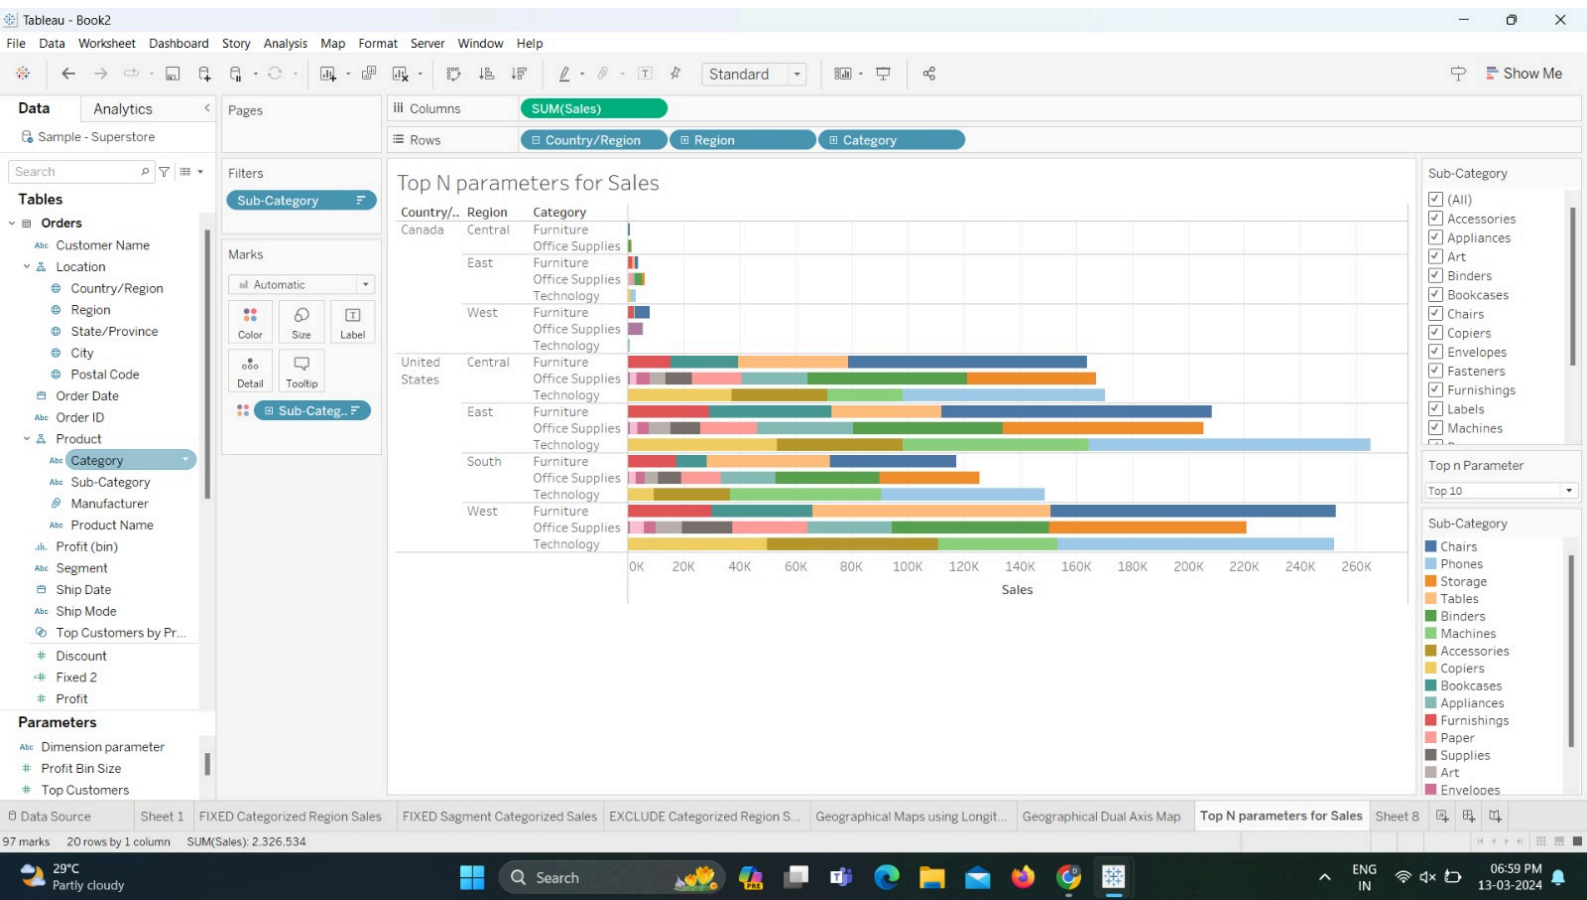 Tableau - Book2
File Data Worksheet Dashboard Story Analysis Map Format Server Window Help
Standard
Show Me
Data Analytics
Sample - Superstore
Search
Tables
Orders
Abc Customer Name
Location
Country/Region
Region
State/Province
City
Postal Code
Order Date
Abc Order ID
Product
Abc Category
Abc Sub-Category
Manufacturer
Abc Product Name
Profit (bin)
Abc Segment
Ship Date
Abc Ship Mode
Top Customers by Pr...
# Discount
# Fixed 2
# Profit
Parameters
Abc Dimension parameter
# Profit Bin Size
# Top Customers
Pages
Filters
Sub-Category
Marks
Automatic
Color Size Label
Detail Tooltip
Sub-Categ..
iii Columns SUM(Sales)
Rows Country/Region Region Category
Top N parameters for Sales
Country/.. Region Category
Canada Central Furniture
Office Supplies
East Furniture
Office Supplies
Technology
West Furniture
Office Supplies
Technology
United States Central Furniture
Office Supplies
Technology
East Furniture
Office Supplies
Technology
South Furniture
Office Supplies
Technology
West Furniture
Office Supplies
Technology
0K 20K 40K 60K 80K 100K 120K 140K 160K 180K 200K 220K 240K 260K
Sales
Sub-Category
(All)
Accessories
Appliances
Art
Binders
Bookcases
Chairs
Copiers
Envelopes
Fasteners
Furnishings
Labels
Machines
Top n Parameter
Top 10
Sub-Category
Chairs
Phones
Storage
Tables
Binders
Machines
Accessories
Copiers
Bookcases
Appliances
Furnishings
Paper
Supplies
Art
Envelopes
Data Source Sheet 1 FIXED Categorized Region Sales FIXED Sagment Categorized Sales EXCLUDE Categorized Region S... Geographical Maps using Longit... Geographical Dual Axis Map Top N parameters for Sales Sheet 8
97 marks 20 rows by 1 column SUM(Sales): 2,326,534
29°C
Partly cloudy
Search
PRE
ENG
IN
06:59 PM
13-03-2024